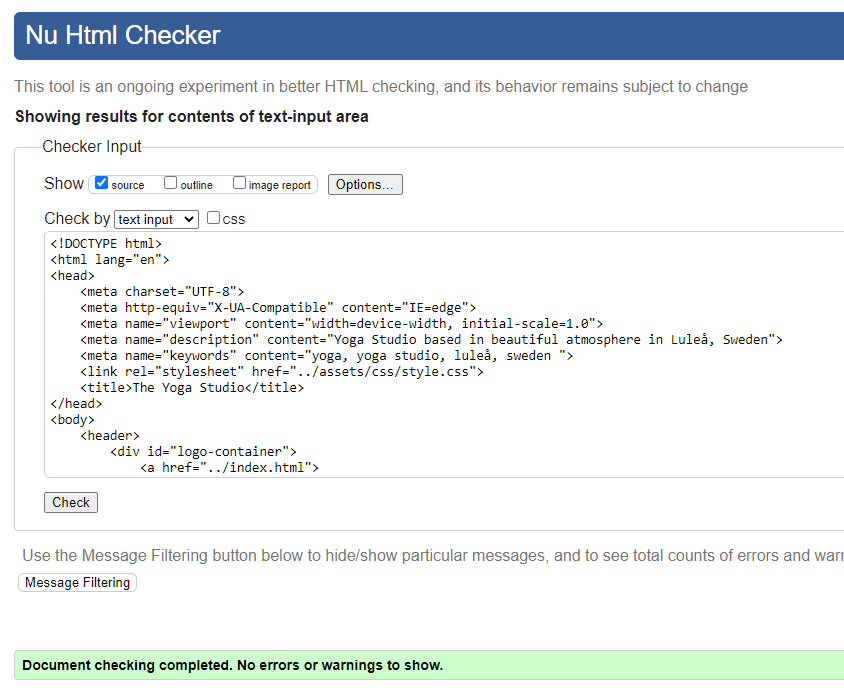 Nu Html Checker
This tool is an ongoing experiment in better HTML checking, and its behavior remains subject to change
Showing results for contents of text-input area
Checker Input
Show source outline image report Options...
Check by text input css
<!DOCTYPE html>
<html lang="en">
<head>
    <meta charset="UTF-8">
    <meta http-equiv="X-UA-Compatible" content="IE=edge">
    <meta name="viewport" content="width=device-width, initial-scale=1.0">
    <meta name="description" content="Yoga Studio based in beautiful atmosphere in Luleå, Sweden">
    <meta name="keywords" content="yoga, yoga studio, luleå, sweden ">
    <link rel="stylesheet" href="../assets/css/style.css">
    <title>The Yoga Studio</title>
</head>
<body>
    <header>
        <div id="logo-container">
            <a href="../index.html">
Check
Use the Message Filtering button below to hide/show particular messages, and to see total counts of errors and
Message Filtering
Document checking completed. No errors or warnings to show.